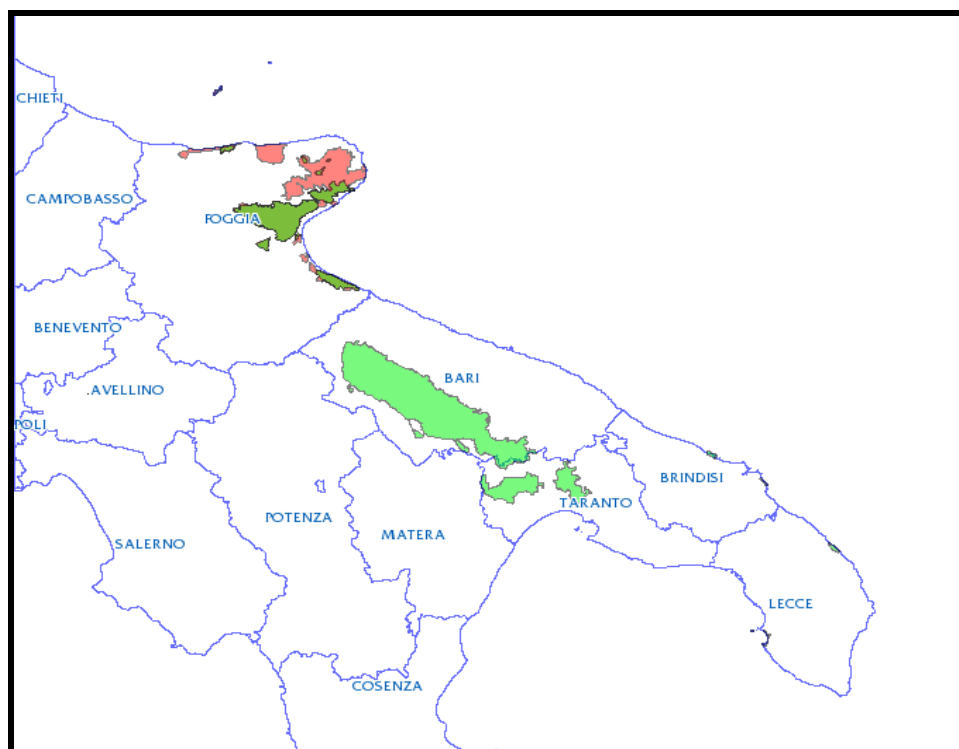 CHIETI
CAMPOBASSO
FOGGIA
BENEVENTO
AVELLINO
BARI
POLI
BRINDISI
TARANTO
POTENZA
MATERA
SALERNO
LECCE
COSENZA